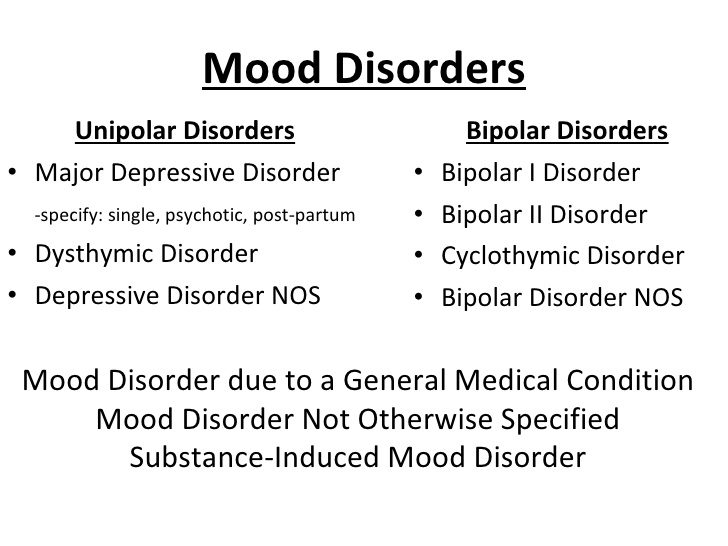 Mood Disorders
Unipolar Disorders
• Major Depressive Disorder
-specify: single, psychotic, post-partum
• Dysthymic Disorder
• Depressive Disorder NOS
Bipolar Disorders
• Bipolar I Disorder
• Bipolar II Disorder
• Cyclothymic Disorder
• Bipolar Disorder NOS
Mood Disorder due to a General Medical Condition
Mood Disorder Not Otherwise Specified
Substance-Induced Mood Disorder